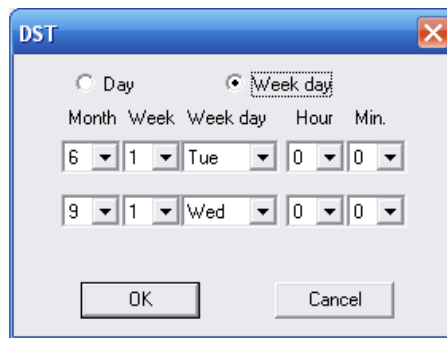 DST
Day Week day
Month Week Week day Hour Min.
6 1 Tue 0 0
9 1 Wed 0 0
OK Cancel